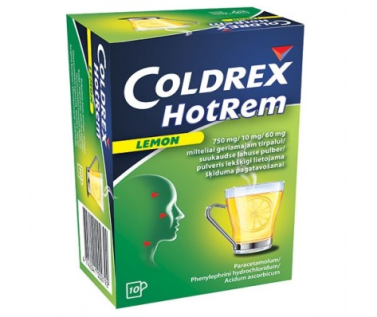 COLDREX
HotRem
LEMON
750 mg/ 10 mg/ 60 mg
milteliai geriamajam tirpalui/
suukaudse lahuse pulber/
pulveris iekšķīgi lietojama
šķīduma pagatavošanai
Paracetamolum/
Phenylephrini hydrochloridum/
Acidum ascorbicum
10